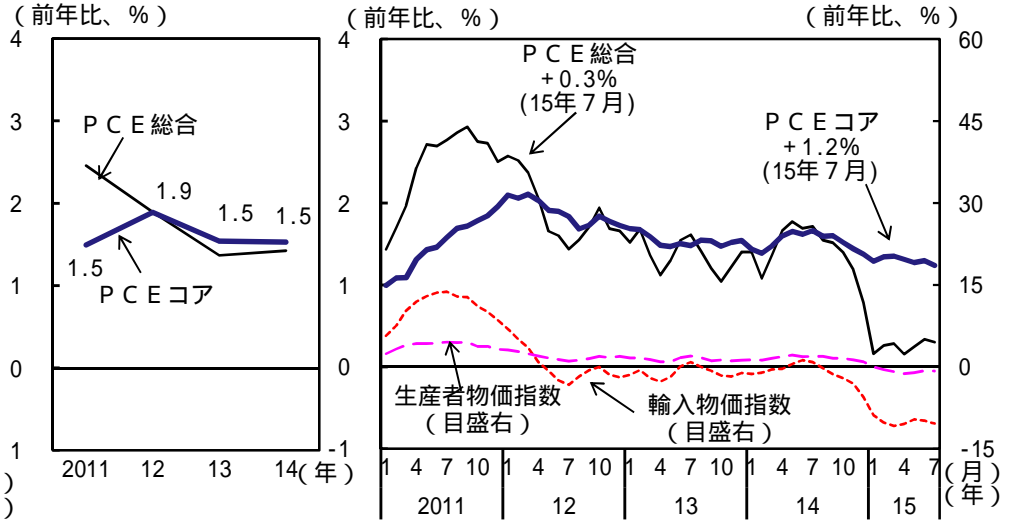 (前年比、%)
4
3
2
1
0
1
PCE総合
1.9
1.5
1.5
1.5
PCEコア
2011 12 13 14(年)
)
)
(前年比、%)
(前年比、%)
4
3
2
1
0
-1
60
45
30
15
0
-15
PCE総合
+0.3%
(15年7月)
PCEコア
+1.2%
(15年7月)
生産者物価指数
(目盛右)
輸入物価指数
(目盛右)
1 4 7 10 1 4 7 10 1 4 7 10 1 4 7 10 1 4 7(月)
2011 12 13 14 15 (年)